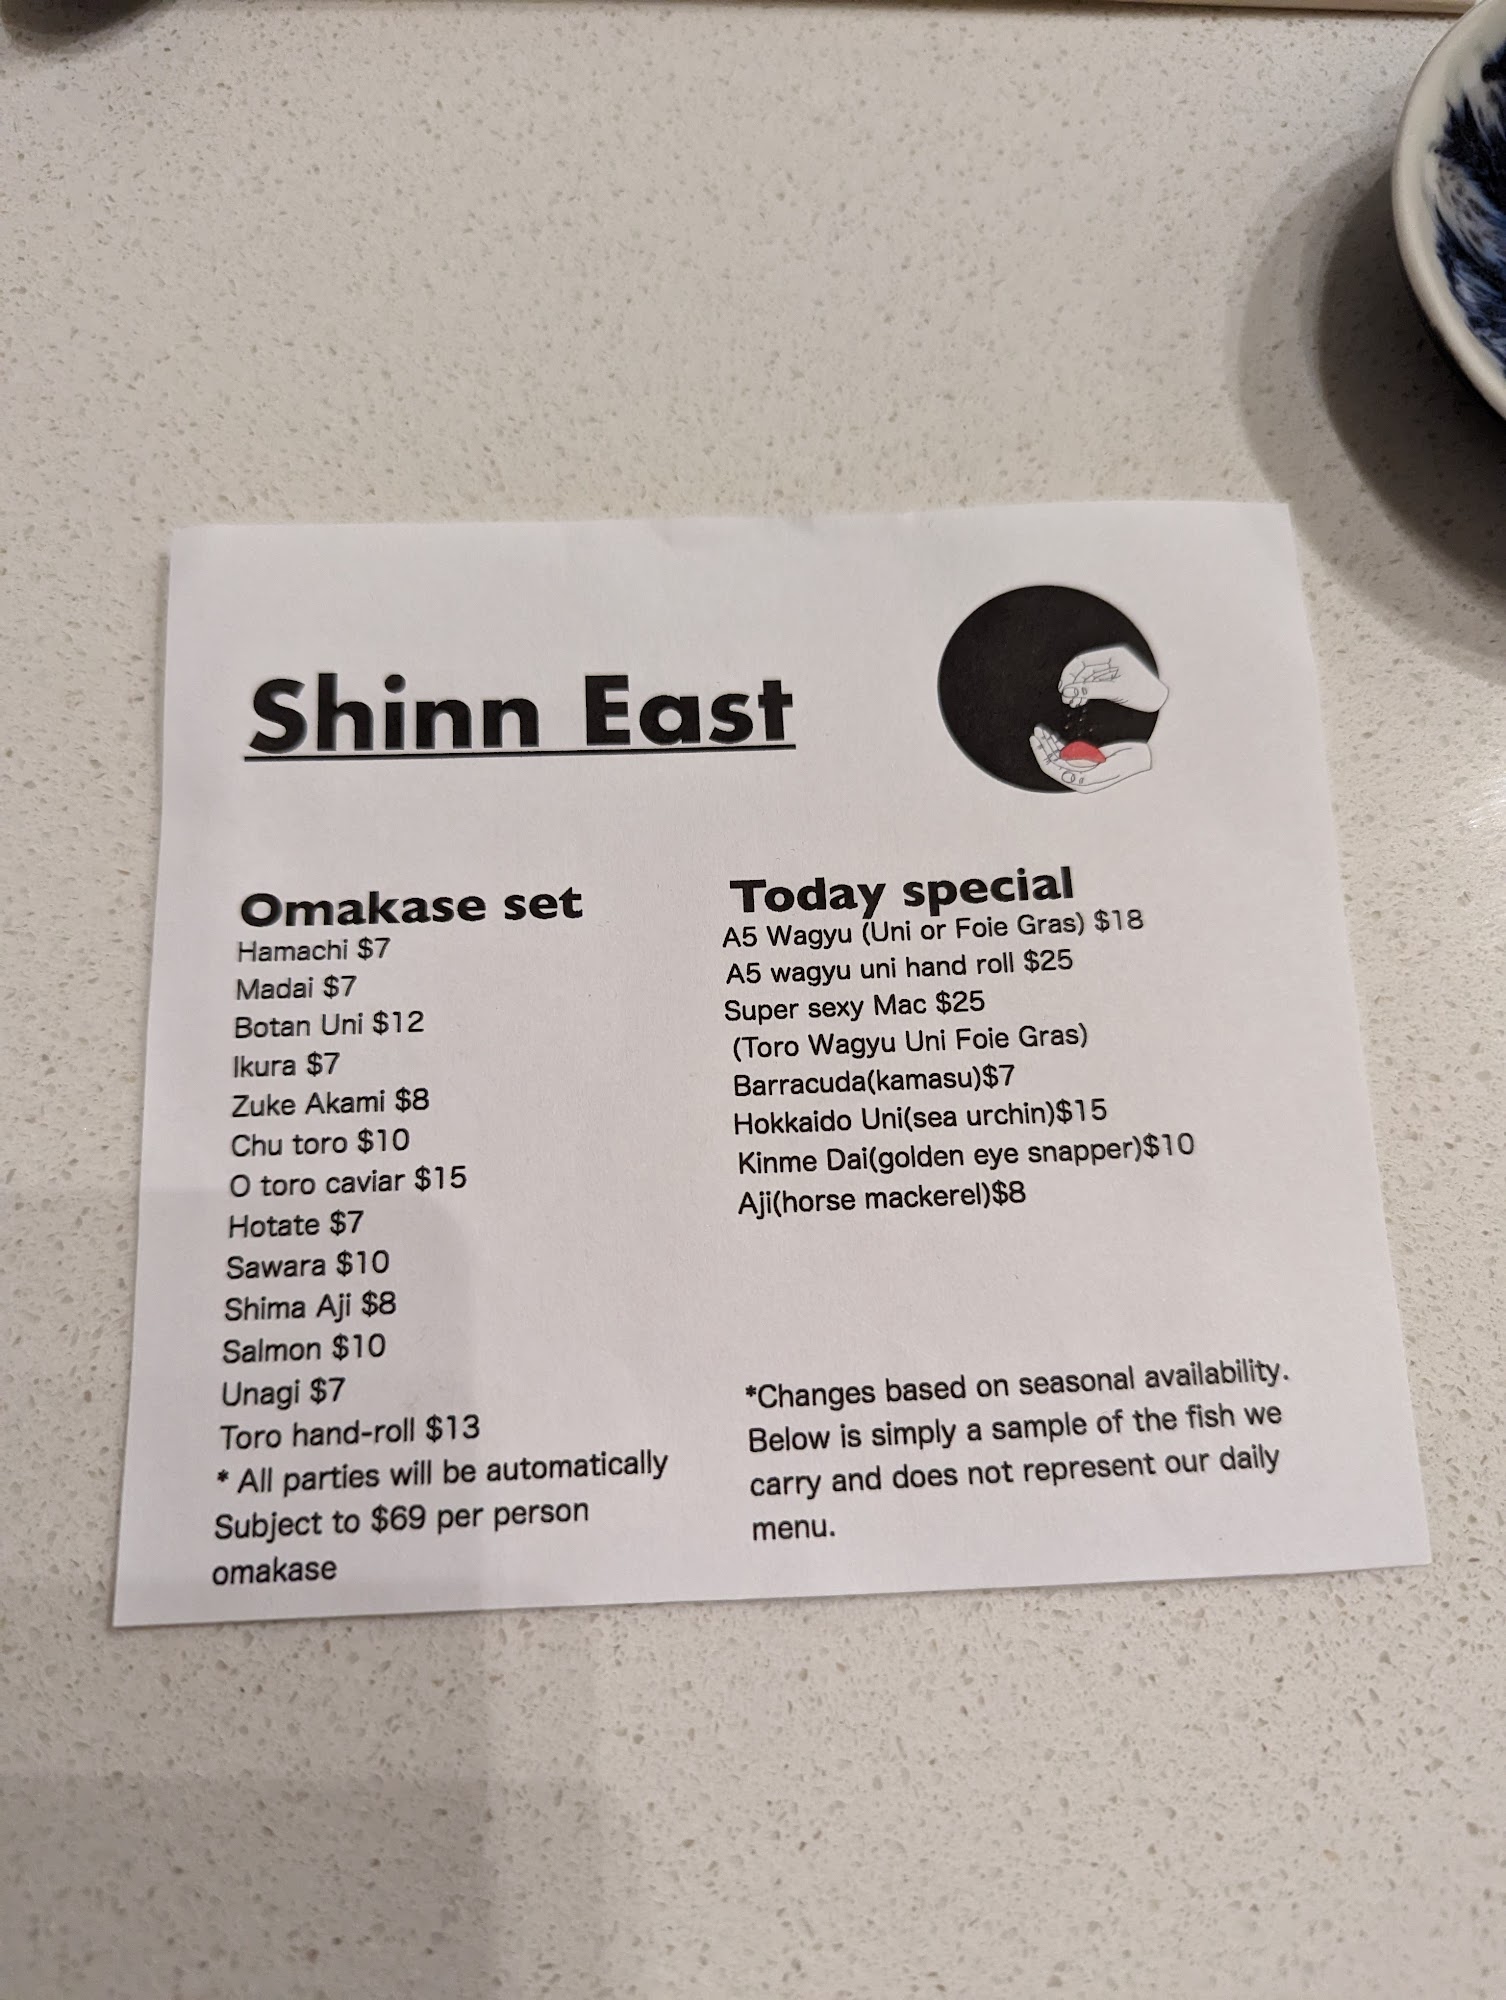 Shinn East
Omakase set
Hamachi $7
Madai $7
Botan Uni $12
Ikura $7
Zuke Akami $8
Chu toro $10
O toro caviar $15
Hotate $7
Sawara $10
Shima Aji $8
Salmon $10
Unagi $7
Toro hand-roll $13
* All parties will be automatically
Subject to $69 per person
omakase
Today special
A5 Wagyu (Uni or Foie Gras) $18
A5 wagyu uni hand roll $25
Super sexy Mac $25
(Toro Wagyu Uni Foie Gras)
Barracuda(kamasu)$7
Hokkaido Uni(sea urchin)$15
Kinme Dai(golden eye snapper)$10
Aji(horse mackerel)$8
*Changes based on seasonal availability.
Below is simply a sample of the fish we
carry and does not represent our daily
menu.